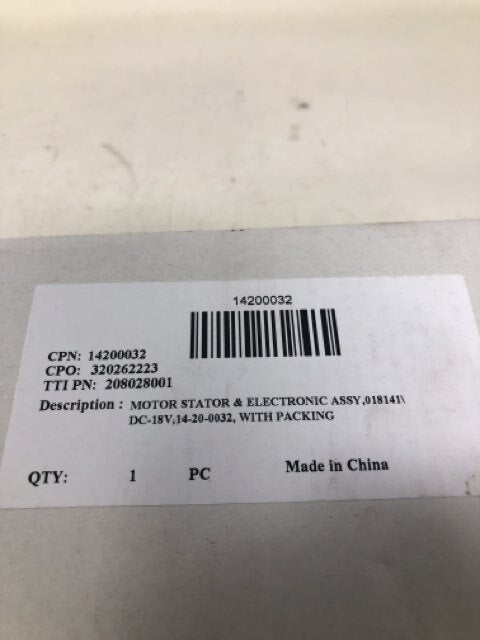 14200032
CPN: 14200032
CPO: 320262223
TTI PN: 208028001
Description : MOTOR STATOR & ELECTRONIC ASSY,018141\
DC-18V,14-20-0032, WITH PACKING
QTY: 1 PC Made in China